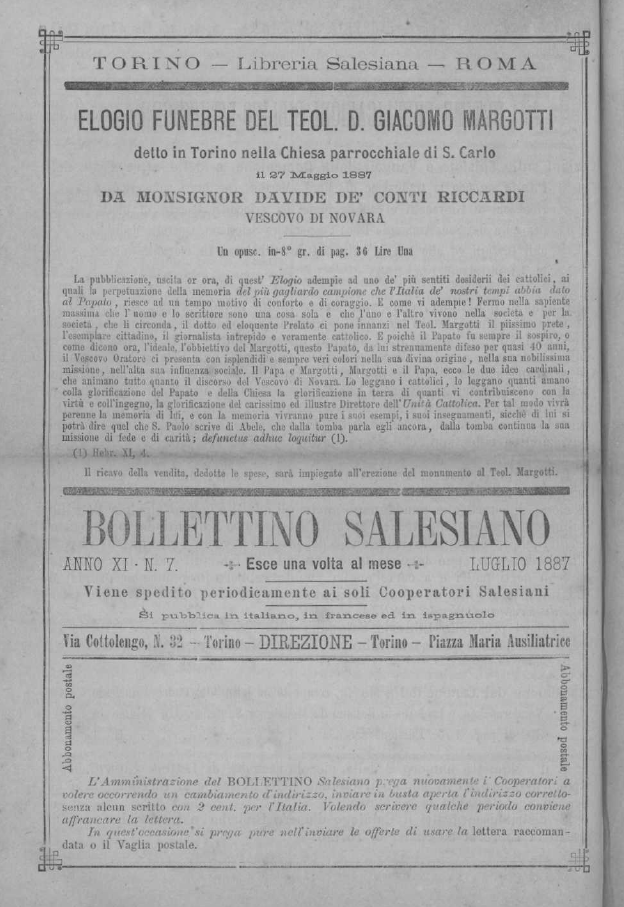 TORINO — Libreria Salesiana — ROMA
ELOGIO FUNEBRE DEL TEOL. D. GIACOMO MARGOTTI
detto in Torino nella Chiesa parrocchiale di S. Carlo
il 27 Maggio 1887
DA MONSIGNOR DAVIDE DE' CONTI RICCARDI
VESCOVO DI NOVARA
Un opusc. in-8° gr. di pag. 36 Lire Una
La pubblicazione, uscita or ora, di quest' Elogio adempie ad uno de' più sentiti desiderii dei cattolici, ai
quali la perpetuazione della memoria del più gagliardo campione che l'Italia de' nostri tempi abbia dato
al Papato, riesce ad un tempo motivo di conforto e di coraggio. E come vi adempie! Fermo nella sapiente
massima che l'uomo e lo scrittore sono una cosa sola e che l'uno e l'altro vivono nella società e per la
società, che li circonda, il dotto ed eloquente Prelato ci pone innanzi nel Teol. Margotti il piissimo prete,
l'esemplare cittadino, il giornalista intrepido e veramente cattolico. E poichè il Papato fu sempre il sospiro, o
come dicono ora, l'ideale, l'obbiettivo del Margotti, questo Papato, da lui strenuamente difeso per quasi 40 anni,
il Vescovo Oratore ci presenta con isplendidi e sempre veri colori nella sua divina origine, nella sua nobilissima
missione, nell'alta sua influenza sociale. Il Papa e Margotti, Margotti e il Papa, ecco le due idee cardinali,
che animano tutto quanto il discorso del Vescovo di Novara. Lo leggano i cattolici, lo leggano quanti amano
colla glorificazione del Papato e della Chiesa la glorificazione in terra di quanti vi contribuiscono con la
virtù e coll'ingegno, la glorificazione del carissimo ed illustre Direttore dell'Unità Cattolica. Per tal modo vivrà
perenne la memoria di lui, e con la memoria vivranno pure i suoi esempi, i suoi insegnamenti, sicchè di lui si
potrà dire quel che S. Paolo scrive di Abele, che dalla tomba parla egli ancora, dalla tomba continua la sua
missione di fede e di carità; defunctus adhuc loquitur (1).
(1) Hebr. XI, 4.
Il ricavo della vendita, dedotte le spese, sarà impiegato all'erezione del monumento al Teol. Margotti.
BOLLETTINO SALESIANO
ANNO XI - N. 7. Esce una volta al mese LUGLIO 1887
Viene spedito periodicamente ai soli Cooperatori Salesiani
Si pubblica in italiano, in francese ed in ispagnuolo
Via Cottolengo, N. 32 — Torino — DIREZIONE — Torino — Piazza Maria Ausiliatrice
Abbonamento postale
Abbonamento postale
L'Amministrazione del BOLLETTINO Salesiano prega nuovamente i Cooperatori a
volere occorrendo un cambiamento d'indirizzo, inviare in busta aperta l'indirizzo corretto
senza alcun scritto con 2 cent. per l'Italia. Volendo scrivere qualche periodo conviene
affrancare la lettera.
In quest'occasione si prega pure nell'inviare le offerte di usare la lettera raccoman-
data o il Vaglia postale.